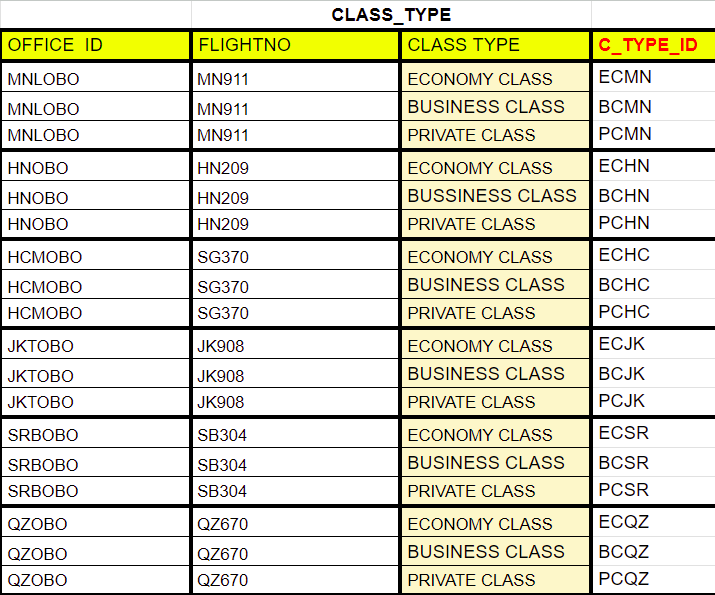 CLASS_TYPE
OFFICE ID FLIGHTNO CLASS TYPE C_TYPE_ID
MNLOBO MN911 ECONOMY CLASS ECMN
MNLOBO MN911 BUSINESS CLASS BCMN
MNLOBO MN911 PRIVATE CLASS PCMN
HNOBO HN209 ECONOMY CLASS ECHN
HNOBO HN209 BUSSINESS CLASS BCHN
HNOBO HN209 PRIVATE CLASS PCHN
HCMOBO SG370 ECONOMY CLASS ECHC
HCMOBO SG370 BUSINESS CLASS BCHC
HCMOBO SG370 PRIVATE CLASS PCHC
JKTOBO JK908 ECONOMY CLASS ECJK
JKTOBO JK908 BUSINESS CLASS BCJK
JKTOBO JK908 PRIVATE CLASS PCJK
SRBOBO SB304 ECONOMY CLASS ECSR
SRBOBO SB304 BUSINESS CLASS BCSR
SRBOBO SB304 PRIVATE CLASS PCSR
QZOBO QZ670 ECONOMY CLASS ECQZ
QZOBO QZ670 BUSINESS CLASS BCQZ
QZOBO QZ670 PRIVATE CLASS PCQZ